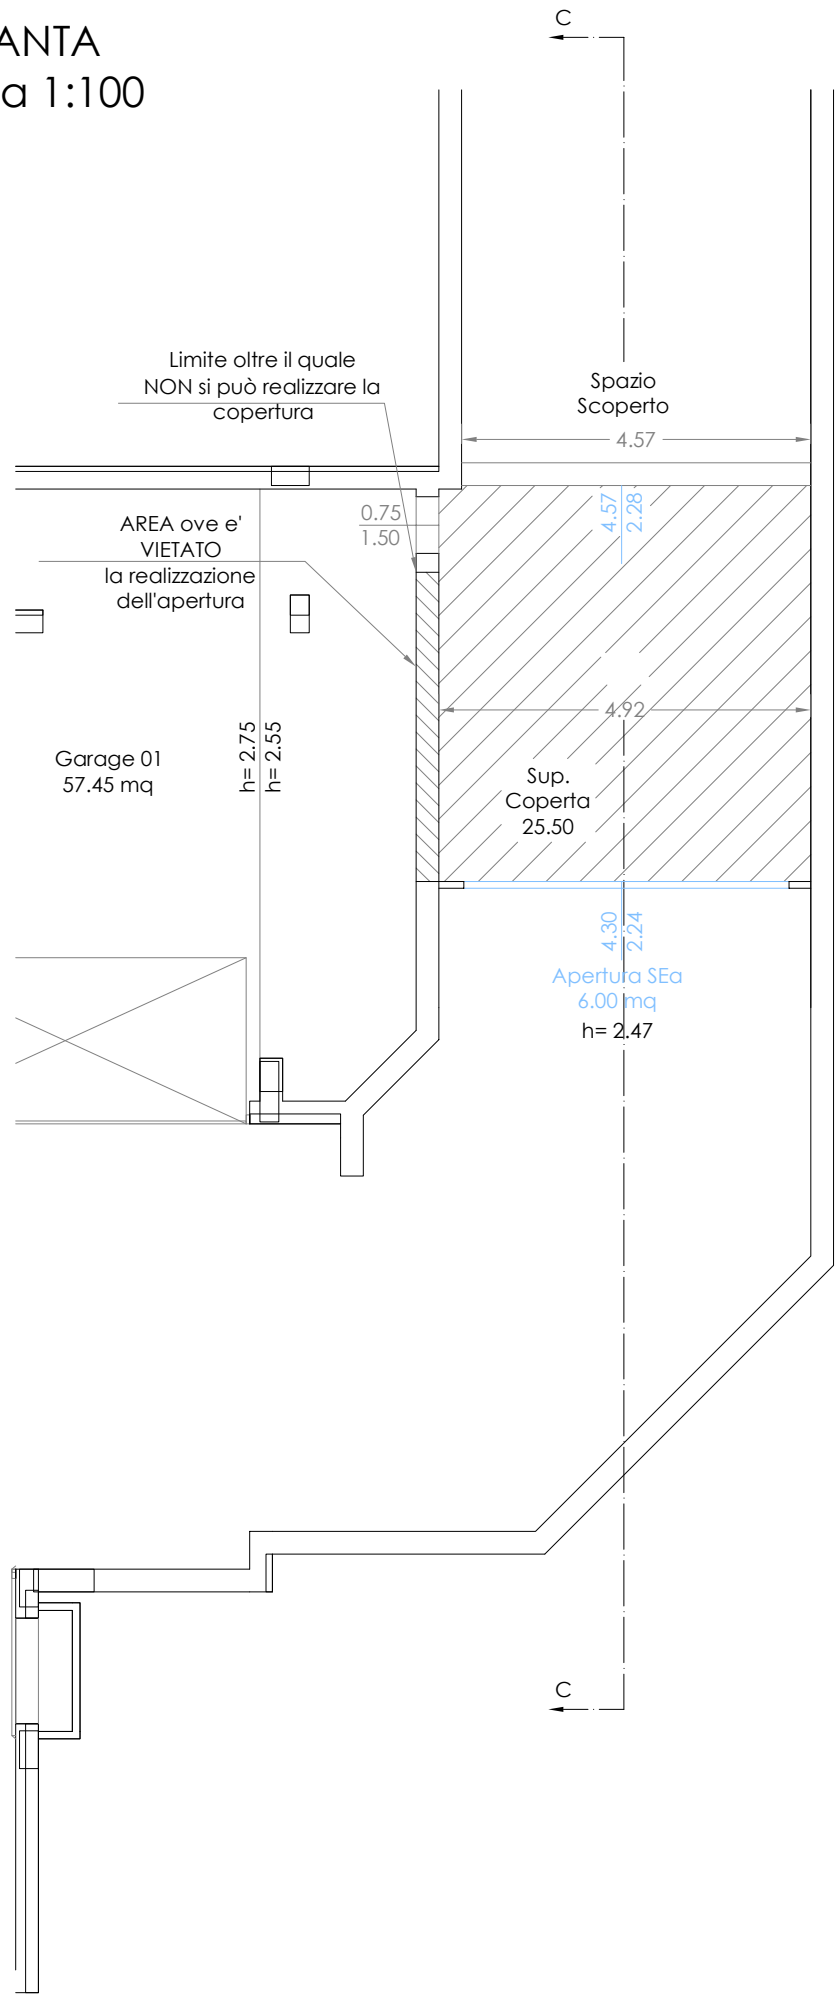 ANTA
a 1:100
C
Limite oltre il quale
NON si può realizzare la
copertura
Spazio
Scoperto
4.57
AREA ove e'
VIETATO
la realizzazione
dell'apertura
0.75
1.50
4.57
2.28
4.92
Garage 01
57.45 mq
h= 2.75
h= 2.55
Sup.
Coperta
25.50
4.30
2.24
Apertura SEa
6.00 mq
h= 2.47
C